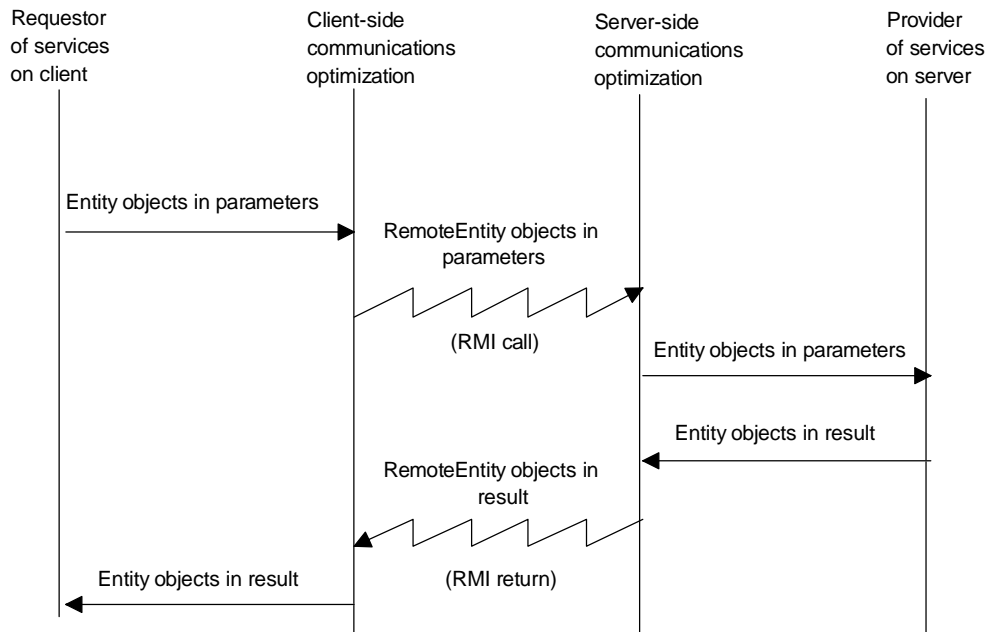 Requestor
of services
on client
Client-side
communications
optimization
Server-side
communications
optimization
Provider
of services
on server
Entity objects in parameters
RemoteEntity objects in
parameters
(RMI call)
Entity objects in parameters
Entity objects in result
RemoteEntity objects in
result
(RMI return)
Entity objects in result